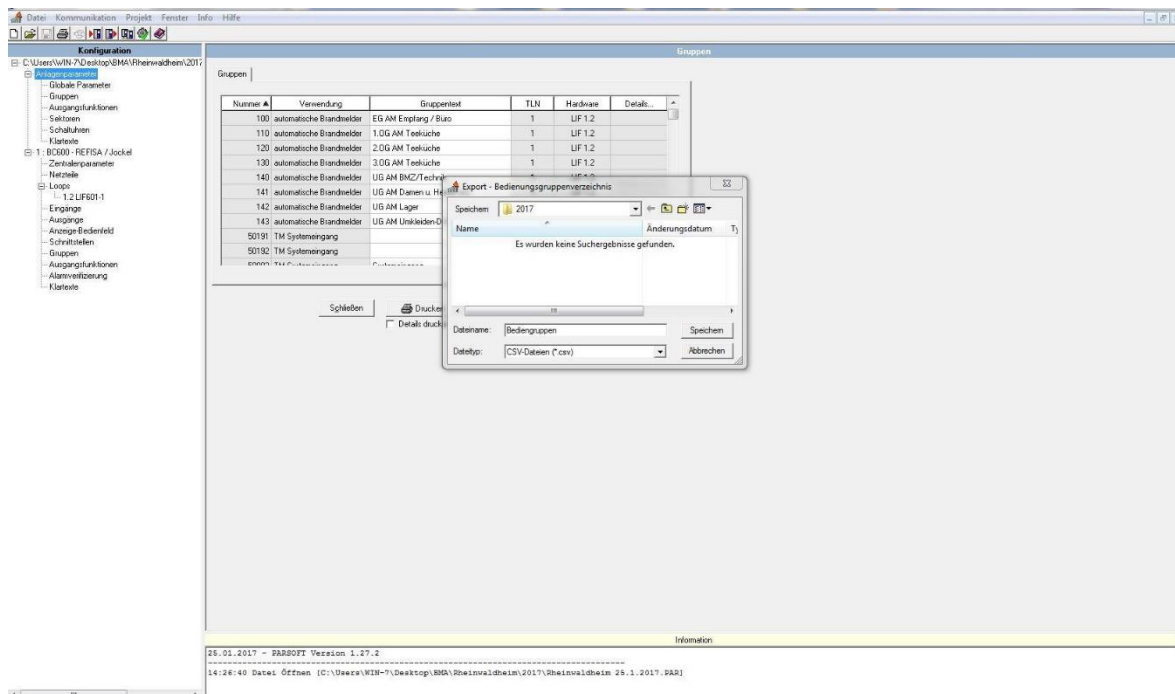 Datei Kommunikation Projekt Fenster Info Hilfe
Konfiguration
Gruppen
C:\Users\WIN-7\Desktop\BMA\Rheinwaldheim\2017
Anlagenparameter
Globale Parameter
Gruppen
Ausgangsfunktionen
Sektoren
Schaltuhren
Klartexte
1 : BC600 - REFISA / Jockel
Zentralenparameter
Netzteile
Loops
1.2 LIF601-1
Eingänge
Ausgänge
Anzeige-Bedienfeld
Schnittstellen
Gruppen
Ausgangsfunktionen
Alarmverifizierung
Klartexte
Gruppen
Nummer Verwendung Gruppentext TLN Hardware Details...
100 automatische Brandmelder EG AM Empfang / Büro 1 LIF 1.2
110 automatische Brandmelder 1.OG AM Teeküche 1 LIF 1.2
120 automatische Brandmelder 2.OG AM Teeküche 1 LIF 1.2
130 automatische Brandmelder 3.OG AM Teeküche 1 LIF 1.2
140 automatische Brandmelder UG AM BMZ/Technik
141 automatische Brandmelder UG AM Damen u. He
142 automatische Brandmelder UG AM Lager
143 automatische Brandmelder UG AM Umkleiden-D
50191 TM Systemeingang
50192 TM Systemeingang
Schließen
Drucken
Details drucken
Export - Bedienungsgruppenverzeichnis
Speichern 2017
Name Änderungsdatum Ty
Es wurden keine Suchergebnisse gefunden.
Dateiname: Bediengruppen Speichern
Dateityp: CSV-Dateien (*.csv) Abbrechen
Information
25.01.2017 - PARSOFT Version 1.27.2
14:26:40 Datei Öffnen [C:\Users\WIN-7\Desktop\BMA\Rheinwaldheim\2017\Rheinwaldheim 25.1.2017.PAR]